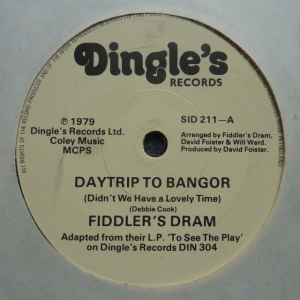 Dingle's
RECORDS
℗ 1979
Dingle's Records Ltd.
Coley Music
MCPS
SID 211—A
Arranged by Fiddler's Dram,
David Foister & Will Ward.
Produced by David Foister.
DAYTRIP TO BANGOR
(Didn't We Have a Lovely Time)
(Debbie Cook)
FIDDLER'S DRAM
Adapted from their L.P. 'To See The Play'
on Dingle's Records DIN 304